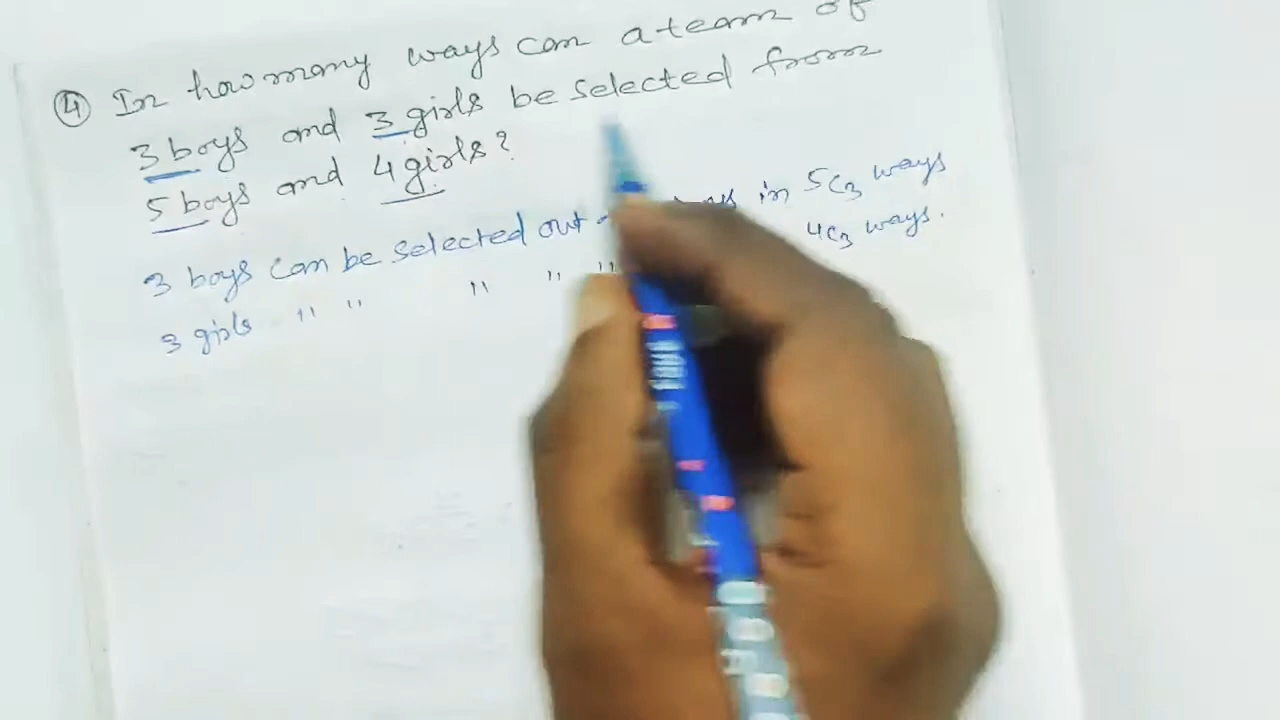 ④ In how many ways can a team of
3 boys and 3 girls be selected from
5 boys and 4 girls?
3 boys can be selected out in 5C3 ways
3 girls " " " " " 4C3 ways.